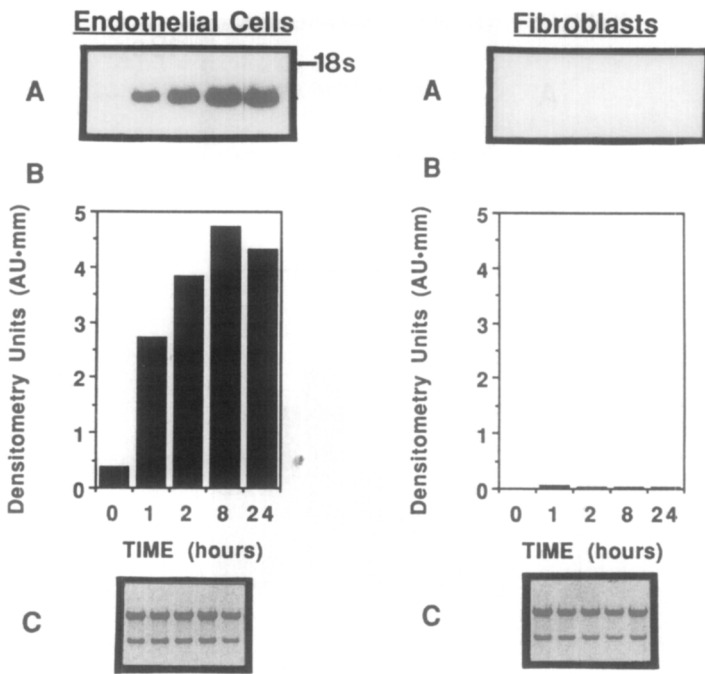 Endothelial Cells
18s
A
B
Densitometry Units (AU•mm)
5
4
3
2
1
0
0 1 2 8 24
TIME (hours)
C
Fibroblasts
A
B
Densitometry Units (AU•mm)
5
4
3
2
1
0
0 1 2 8 24
TIME (hours)
C